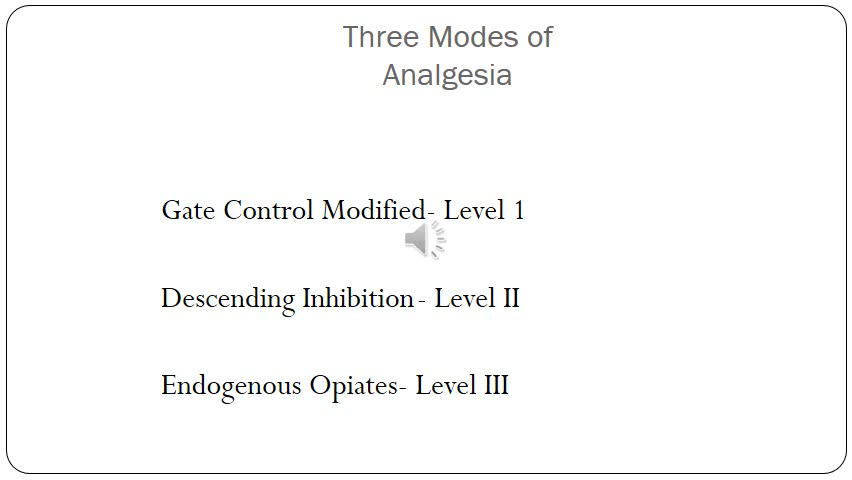 Three Modes of
Analgesia
Gate Control Modified- Level 1
Descending Inhibition- Level II
Endogenous Opiates- Level III